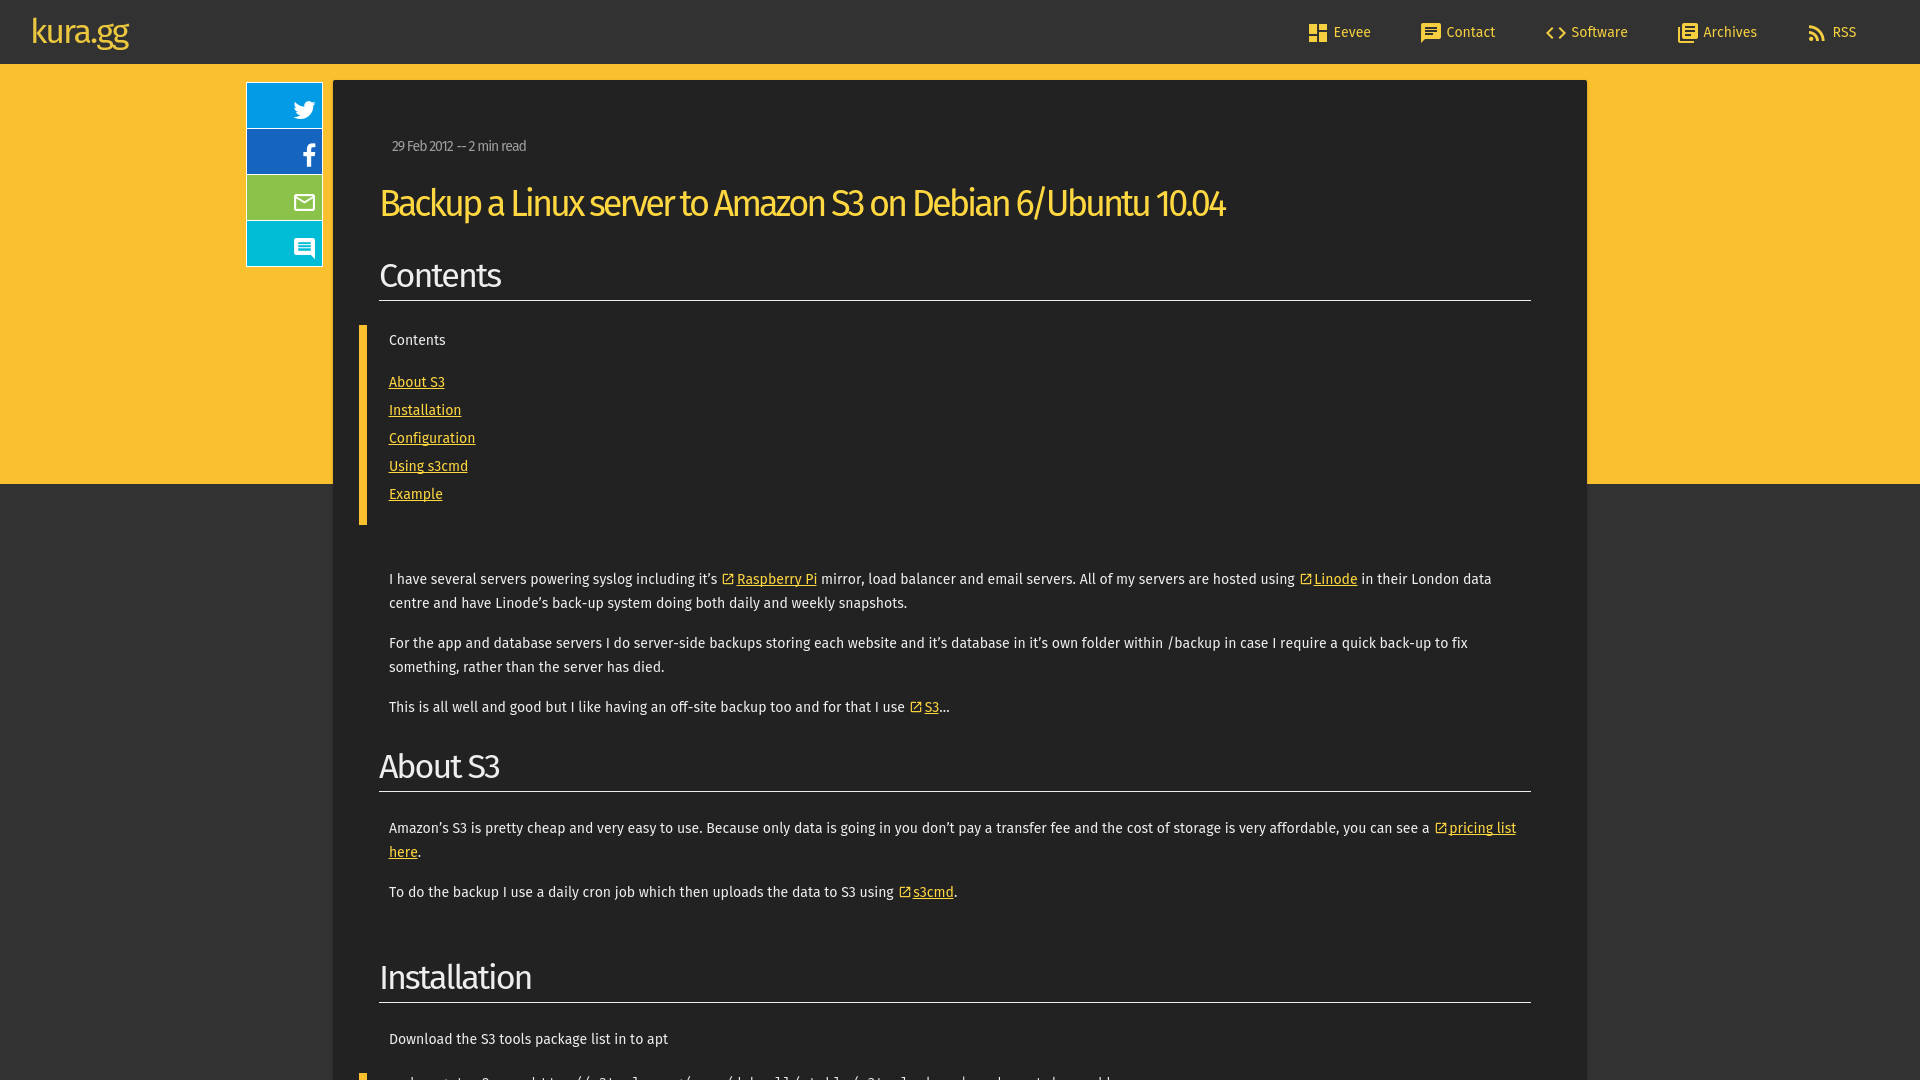 kura.gg
Eevee
Contact
Software
Archives
RSS
29 Feb 2012 -- 2 min read
Backup a Linux server to Amazon S3 on Debian 6/Ubuntu 10.04
Contents
Contents
About S3
Installation
Configuration
Using s3cmd
Example
I have several servers powering syslog including it’s Raspberry Pi mirror, load balancer and email servers. All of my servers are hosted using Linode in their London data
centre and have Linode’s back-up system doing both daily and weekly snapshots.
For the app and database servers I do server-side backups storing each website and it’s database in it’s own folder within /backup in case I require a quick back-up to fix
something, rather than the server has died.
This is all well and good but I like having an off-site backup too and for that I use S3…
About S3
Amazon’s S3 is pretty cheap and very easy to use. Because only data is going in you don’t pay a transfer fee and the cost of storage is very affordable, you can see a pricing list
here.
To do the backup I use a daily cron job which then uploads the data to S3 using s3cmd.
Installation
Download the S3 tools package list in to apt